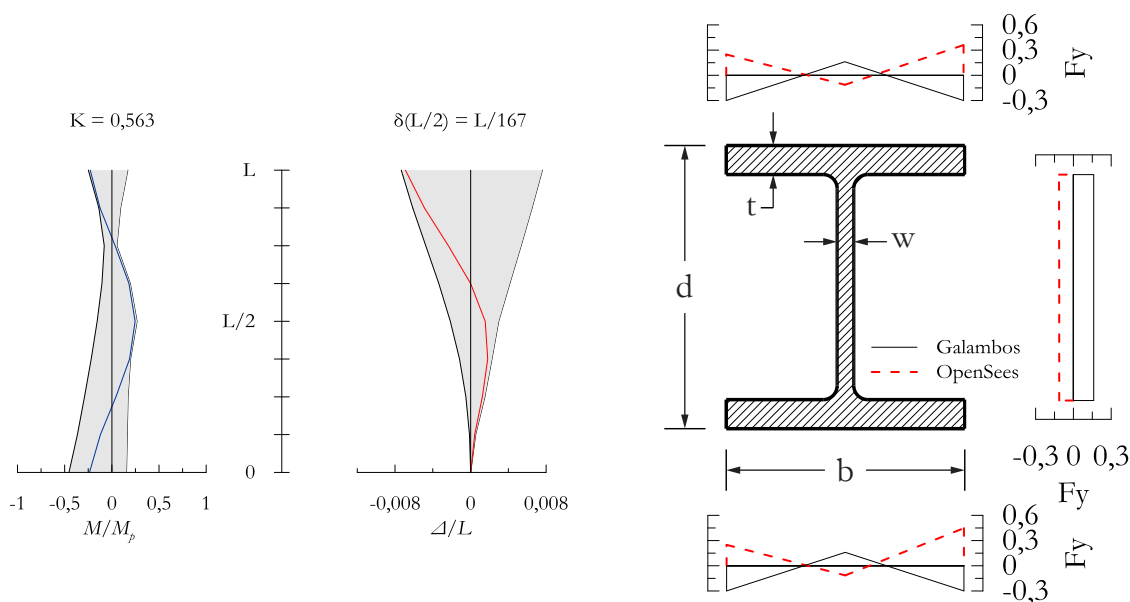 K = 0,563
δ(L/2) = L/167
L
L/2
0
-1 -0,5 0 0,5 1
M/Mp
-0,008 0 0,008
Δ/L
0,6
0,3
0
-0,3
Fy
t
w
d
b
Galambos
OpenSees
-0,3 0 0,3
Fy
0,6
0,3
0
-0,3
Fy